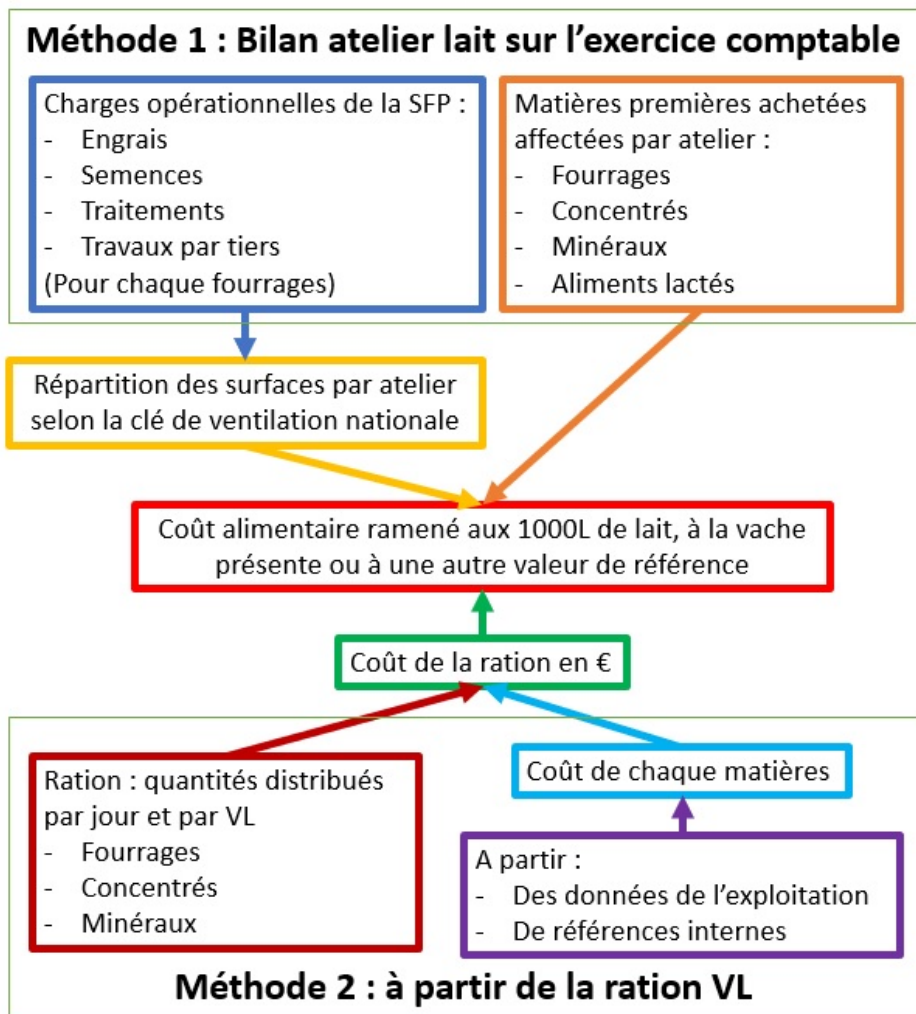 Méthode 1 : Bilan atelier lait sur l'exercice comptable
Charges opérationnelles de la SFP :
- Engrais
- Semences
- Traitements
- Travaux par tiers
(Pour chaque fourrages)
Matières premières achetées
affectées par atelier :
- Fourrages
- Concentrés
- Minéraux
- Aliments lactés
Répartition des surfaces par atelier
selon la clé de ventilation nationale
Coût alimentaire ramené aux 1000L de lait, à la vache
présente ou à une autre valeur de référence
Coût de la ration en €
Ration : quantités distribués
par jour et par VL
- Fourrages
- Concentrés
- Minéraux
Coût de chaque matières
A partir :
- Des données de l'exploitation
- De références internes
Méthode 2 : à partir de la ration VL